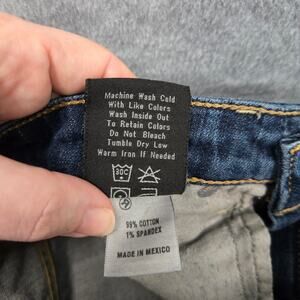 Machine Wash Cold
With Like Colors
Wash Inside Out
To Retain Colors
Do Not Bleach
Tumble Dry Low
Warm Iron If Needed
30C
99% COTTON
1% SPANDEX
MADE IN MEXICO